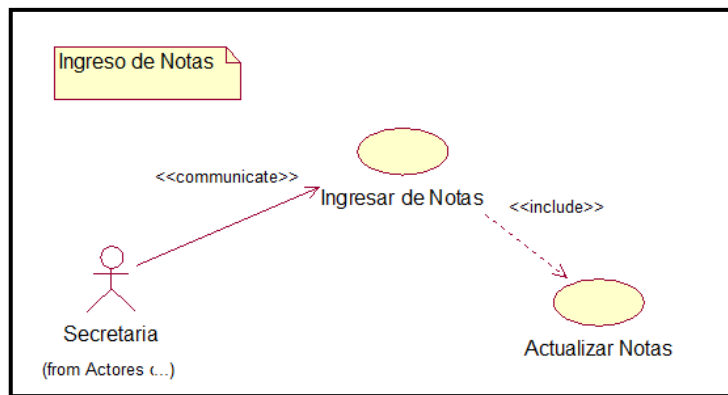 Ingreso de Notas
<<communicate>>
Ingresar de Notas
<<include>>
Secretaria
(from Actores c...)
Actualizar Notas